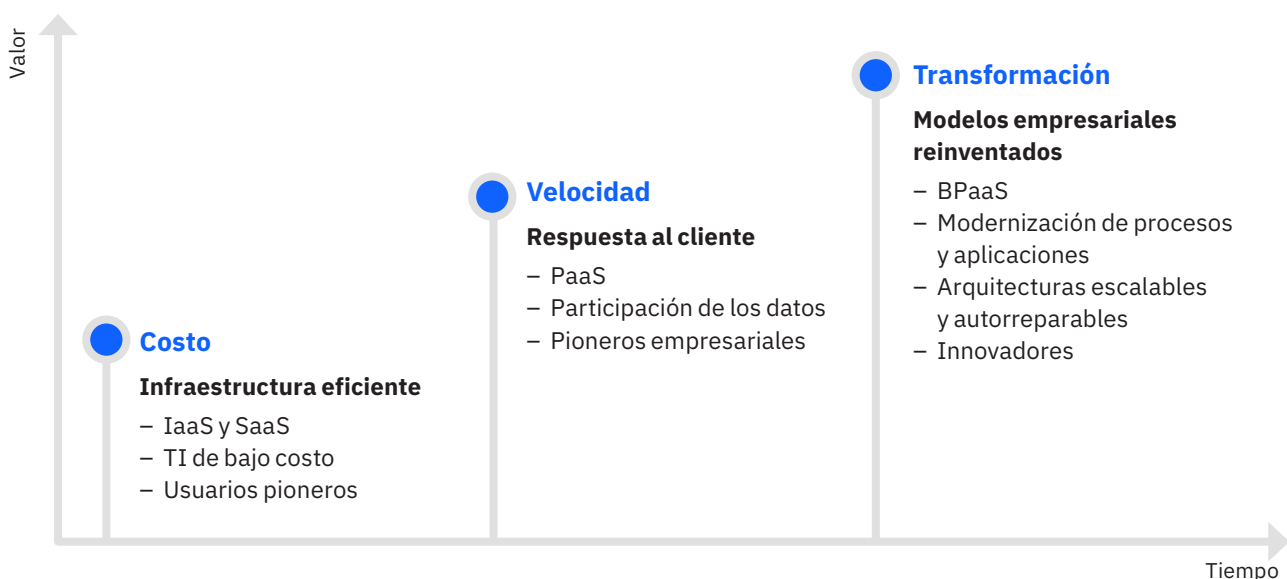 Valor
Transformación
Modelos empresariales
reinventados
– BPaaS
– Modernización de procesos
y aplicaciones
– Arquitecturas escalables
y autorreparables
– Innovadores
Velocidad
Respuesta al cliente
– PaaS
– Participación de los datos
– Pioneros empresariales
Costo
Infraestructura eficiente
– IaaS y SaaS
– TI de bajo costo
– Usuarios pioneros
Tiempo